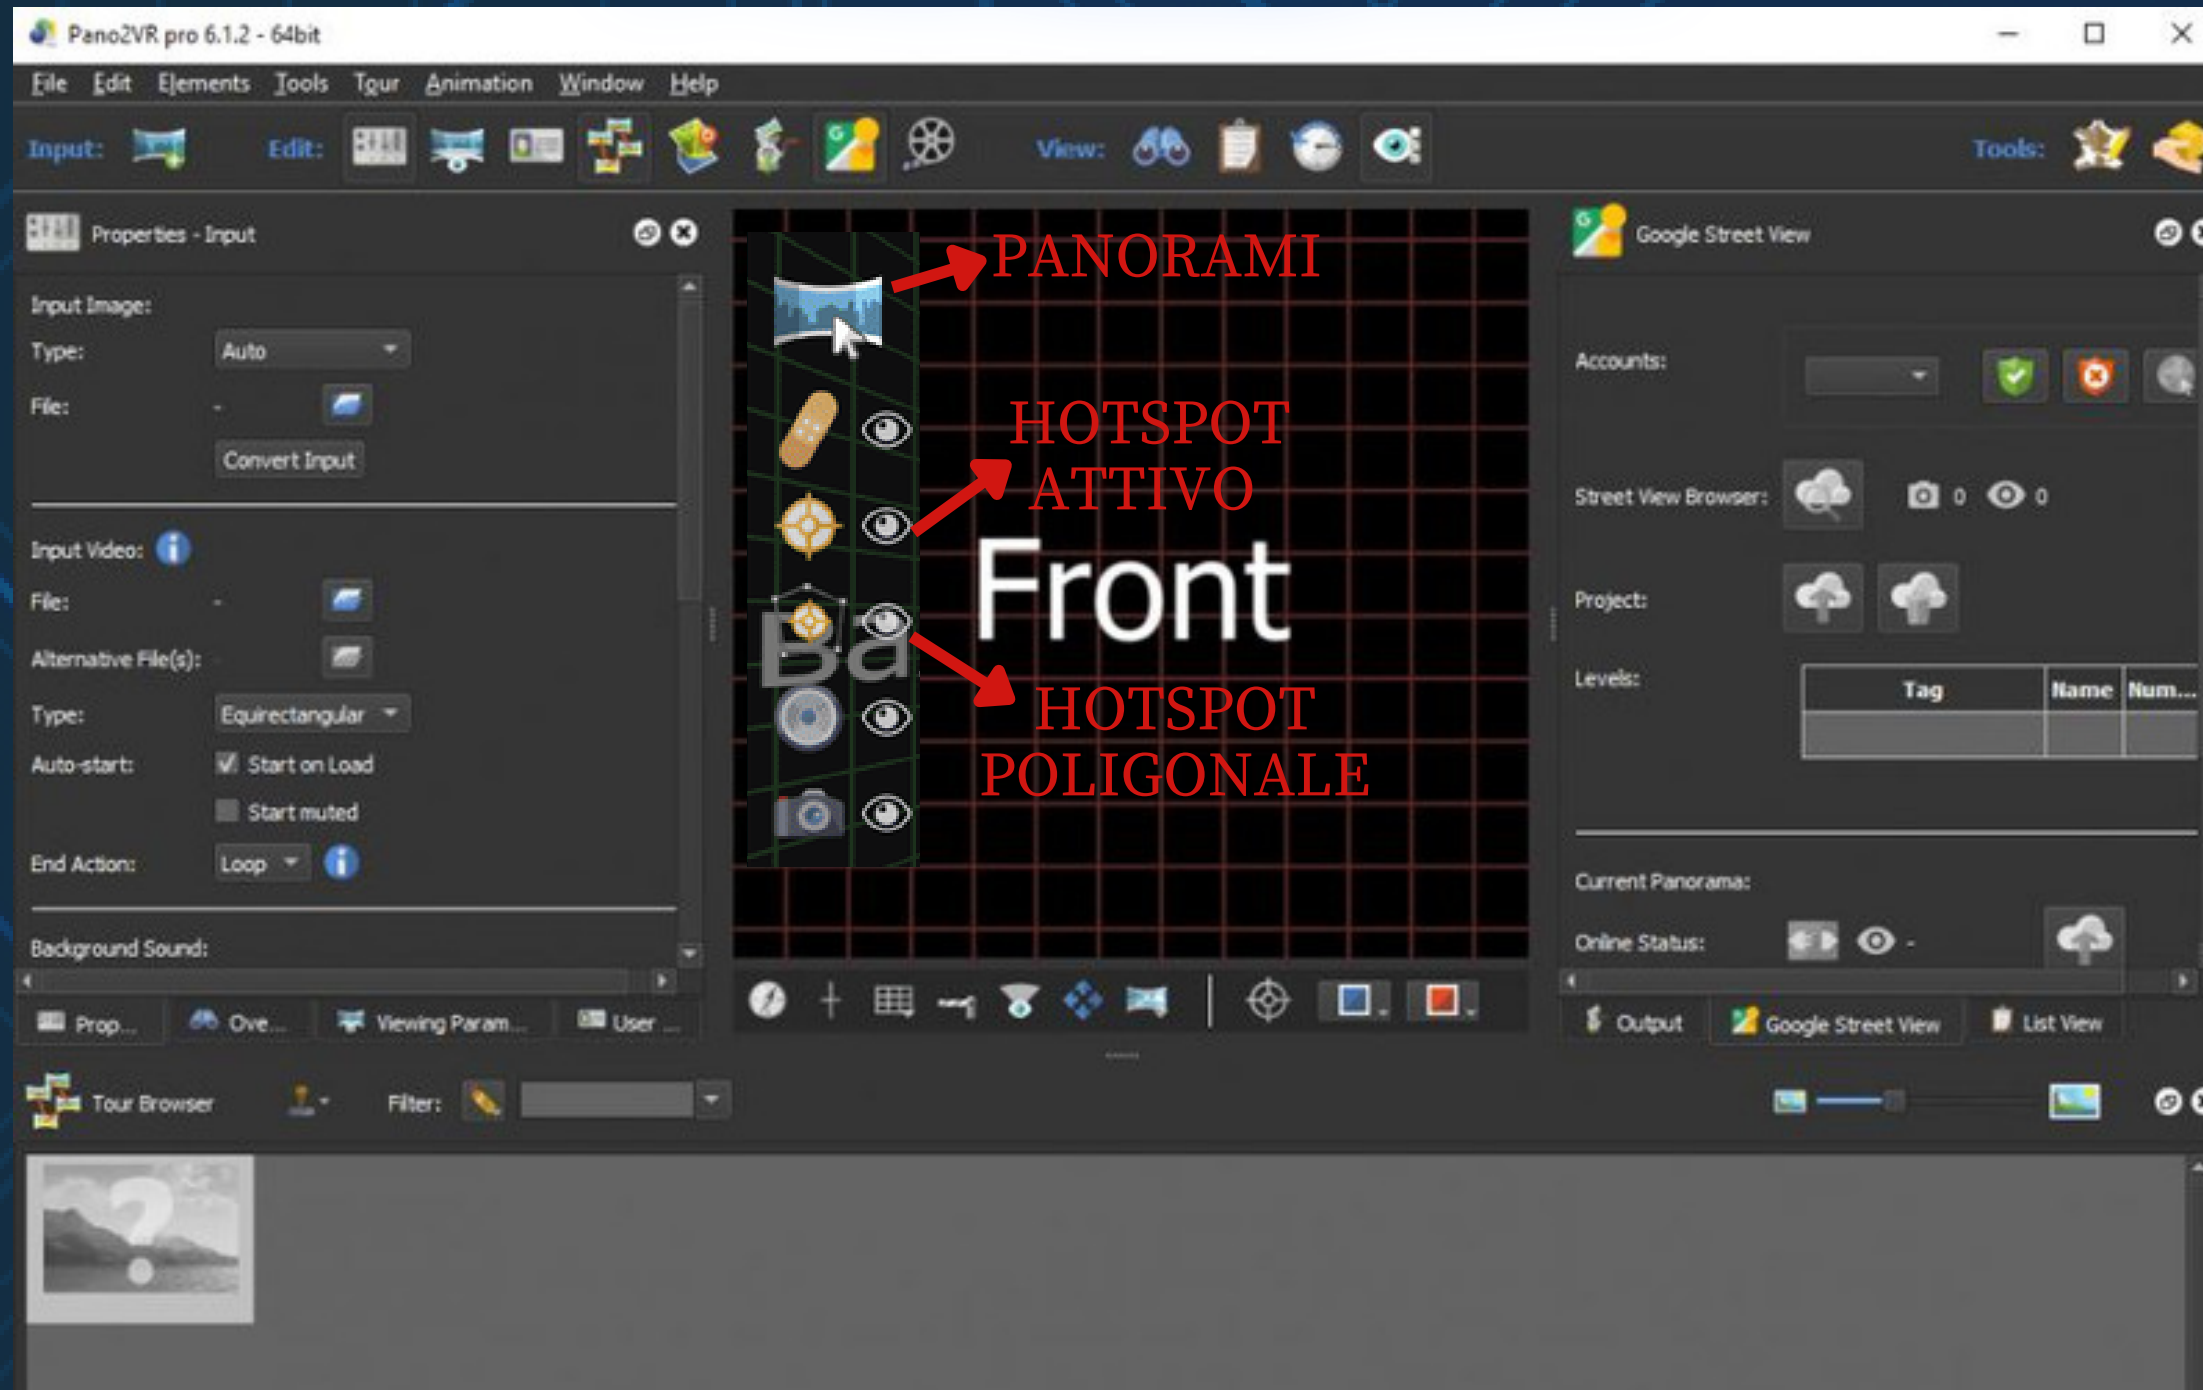 Pano2VR pro 6.1.2 - 64bit
File Edit Elements Tools Tour Animation Window Help
Input: Edit: View: Tools:
Properties - Input
Input Image:
Type: Auto
File: -
Convert Input
Input Video:
File: -
Alternative File(s):
Type: Equirectangular
Auto-start: Start on Load
Start muted
End Action: Loop
Background Sound:
Prop... Ove... Viewing Param... User ...
PANORAMI
HOTSPOT
ATTIVO
Front
Ba
HOTSPOT
POLIGONALE
Google Street View
Accounts:
Street View Browser: 0 0
Project:
Levels:
Tag Name Num...
Current Panorama:
Online Status: -
Output Google Street View List View
Tour Browser Filter: